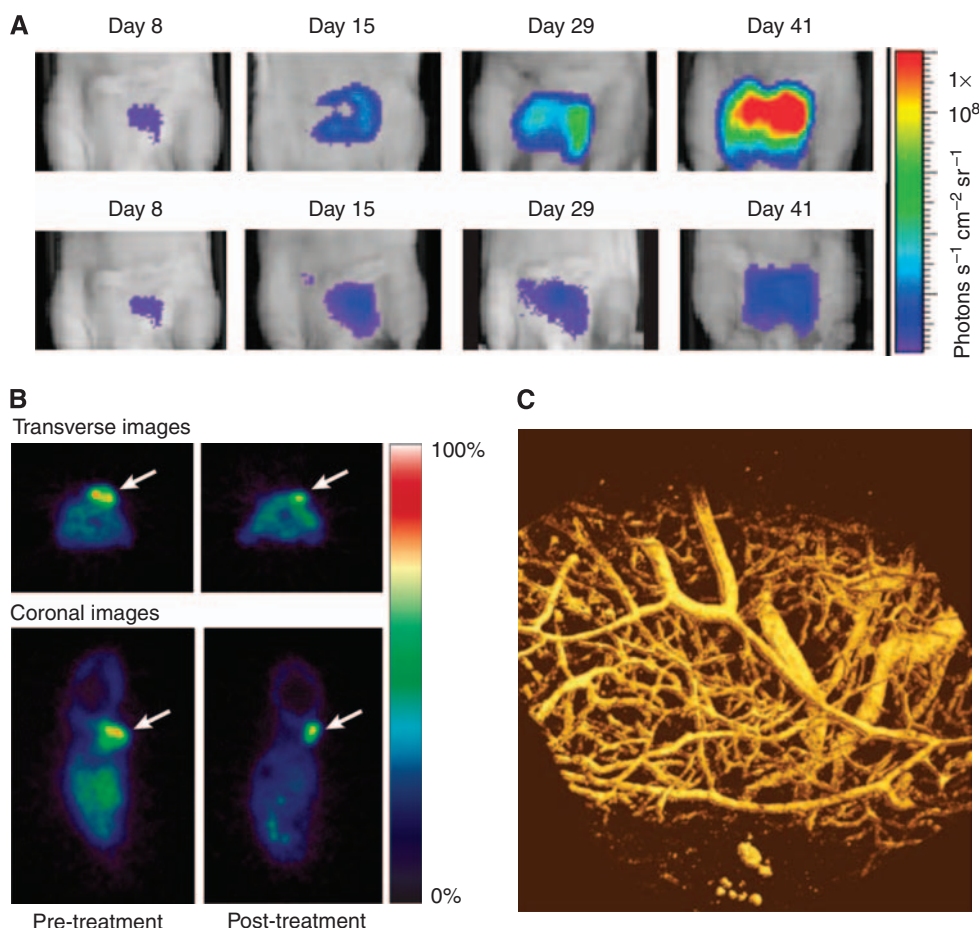 A
Day 8 Day 15 Day 29 Day 41
1×
10⁸
Photons s⁻¹ cm⁻² sr⁻¹
Day 8 Day 15 Day 29 Day 41
B
Transverse images
100%
Coronal images
0%
Pre-treatment Post-treatment
C